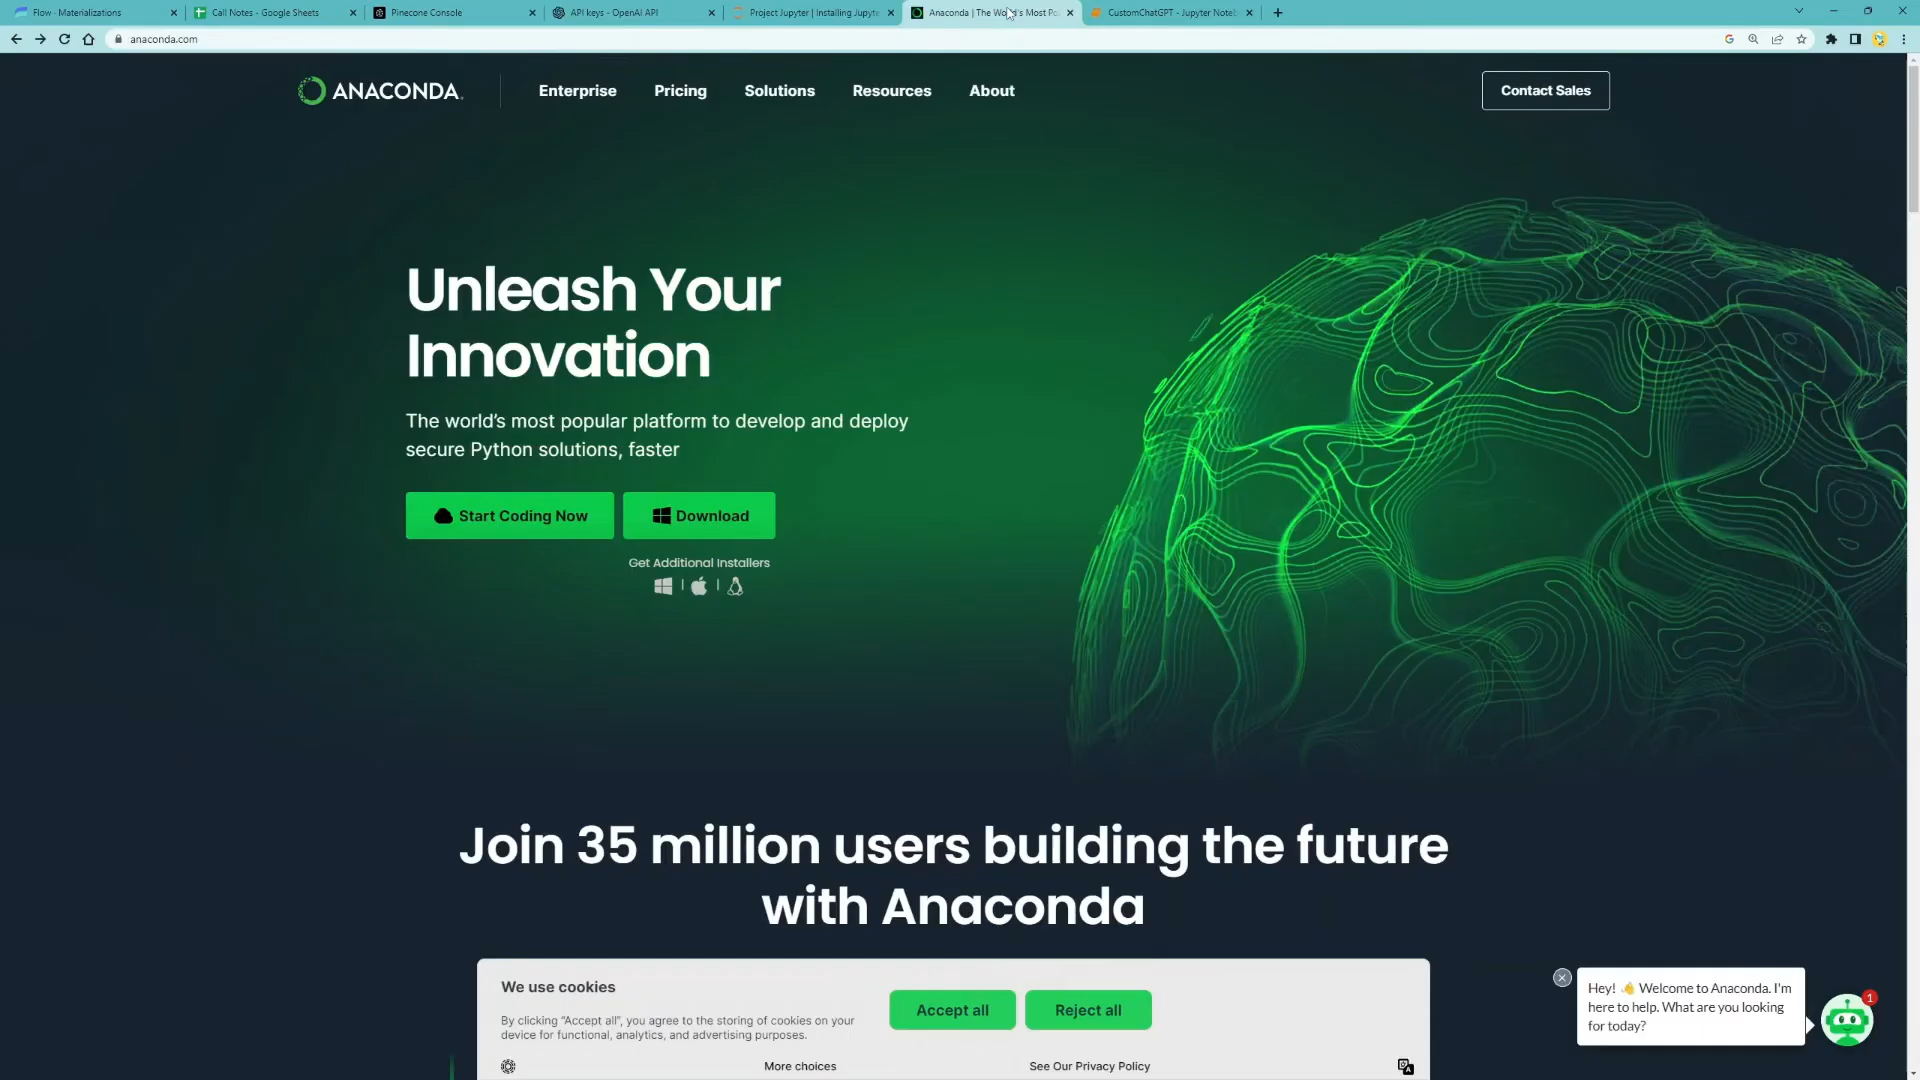 Flow - Materializations
Call Notes - Google Sheets
Pinecone Console
API keys - OpenAI API
Project Jupyter | Installing Jupyte
Anaconda | The World's Most Po
CustomChatGPT - Jupyter Noteb
anaconda.com
ANACONDA.
Enterprise
Pricing
Solutions
Resources
About
Contact Sales
Unleash Your
Innovation
The world's most popular platform to develop and deploy
secure Python solutions, faster
Start Coding Now
Download
Get Additional Installers
Join 35 million users building the future
with Anaconda
We use cookies
By clicking "Accept all", you agree to the storing of cookies on your
device for functional, analytics, and advertising purposes.
Accept all
Reject all
More choices
See Our Privacy Policy
Hey! 👋 Welcome to Anaconda. I'm
here to help. What are you looking
for today?
1